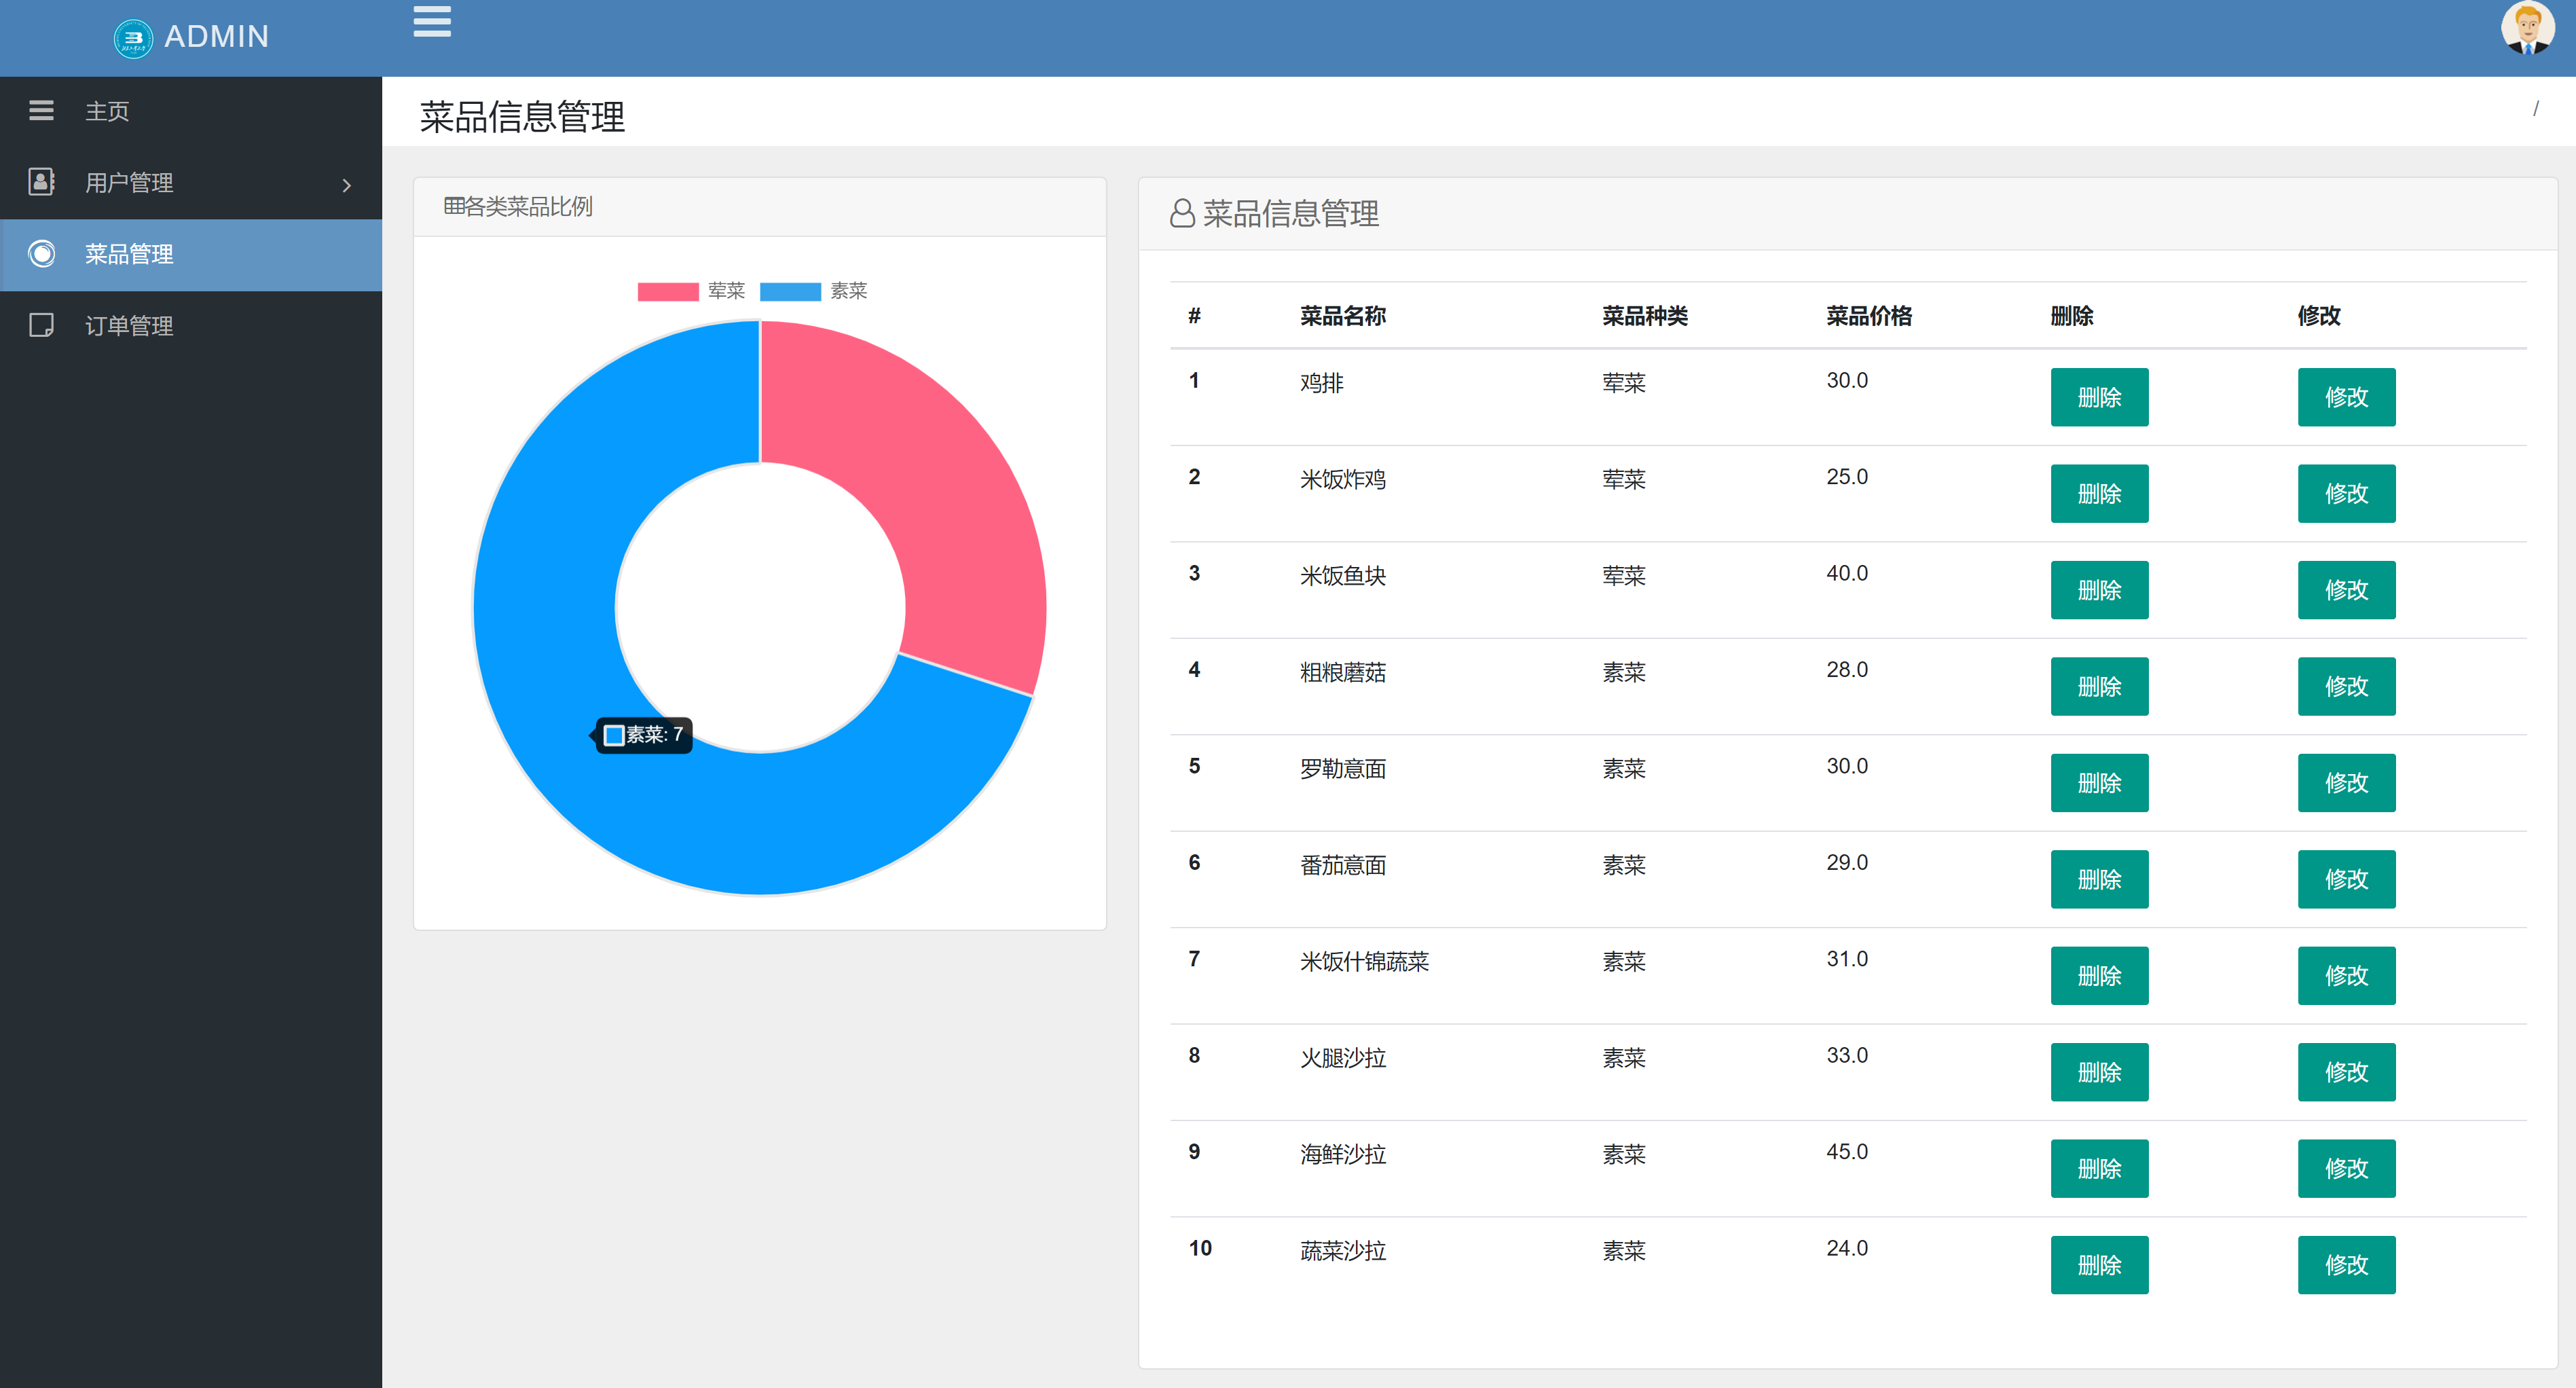 ADMIN
主页
用户管理
菜品管理
订单管理
菜品信息管理
/
各类菜品比例
荤菜 素菜
素菜: 7
菜品信息管理
# 菜品名称 菜品种类 菜品价格 删除 修改
1 鸡排 荤菜 30.0 删除 修改
2 米饭炸鸡 荤菜 25.0 删除 修改
3 米饭鱼块 荤菜 40.0 删除 修改
4 粗粮蘑菇 素菜 28.0 删除 修改
5 罗勒意面 素菜 30.0 删除 修改
6 番茄意面 素菜 29.0 删除 修改
7 米饭什锦蔬菜 素菜 31.0 删除 修改
8 火腿沙拉 素菜 33.0 删除 修改
9 海鲜沙拉 素菜 45.0 删除 修改
10 蔬菜沙拉 素菜 24.0 删除 修改